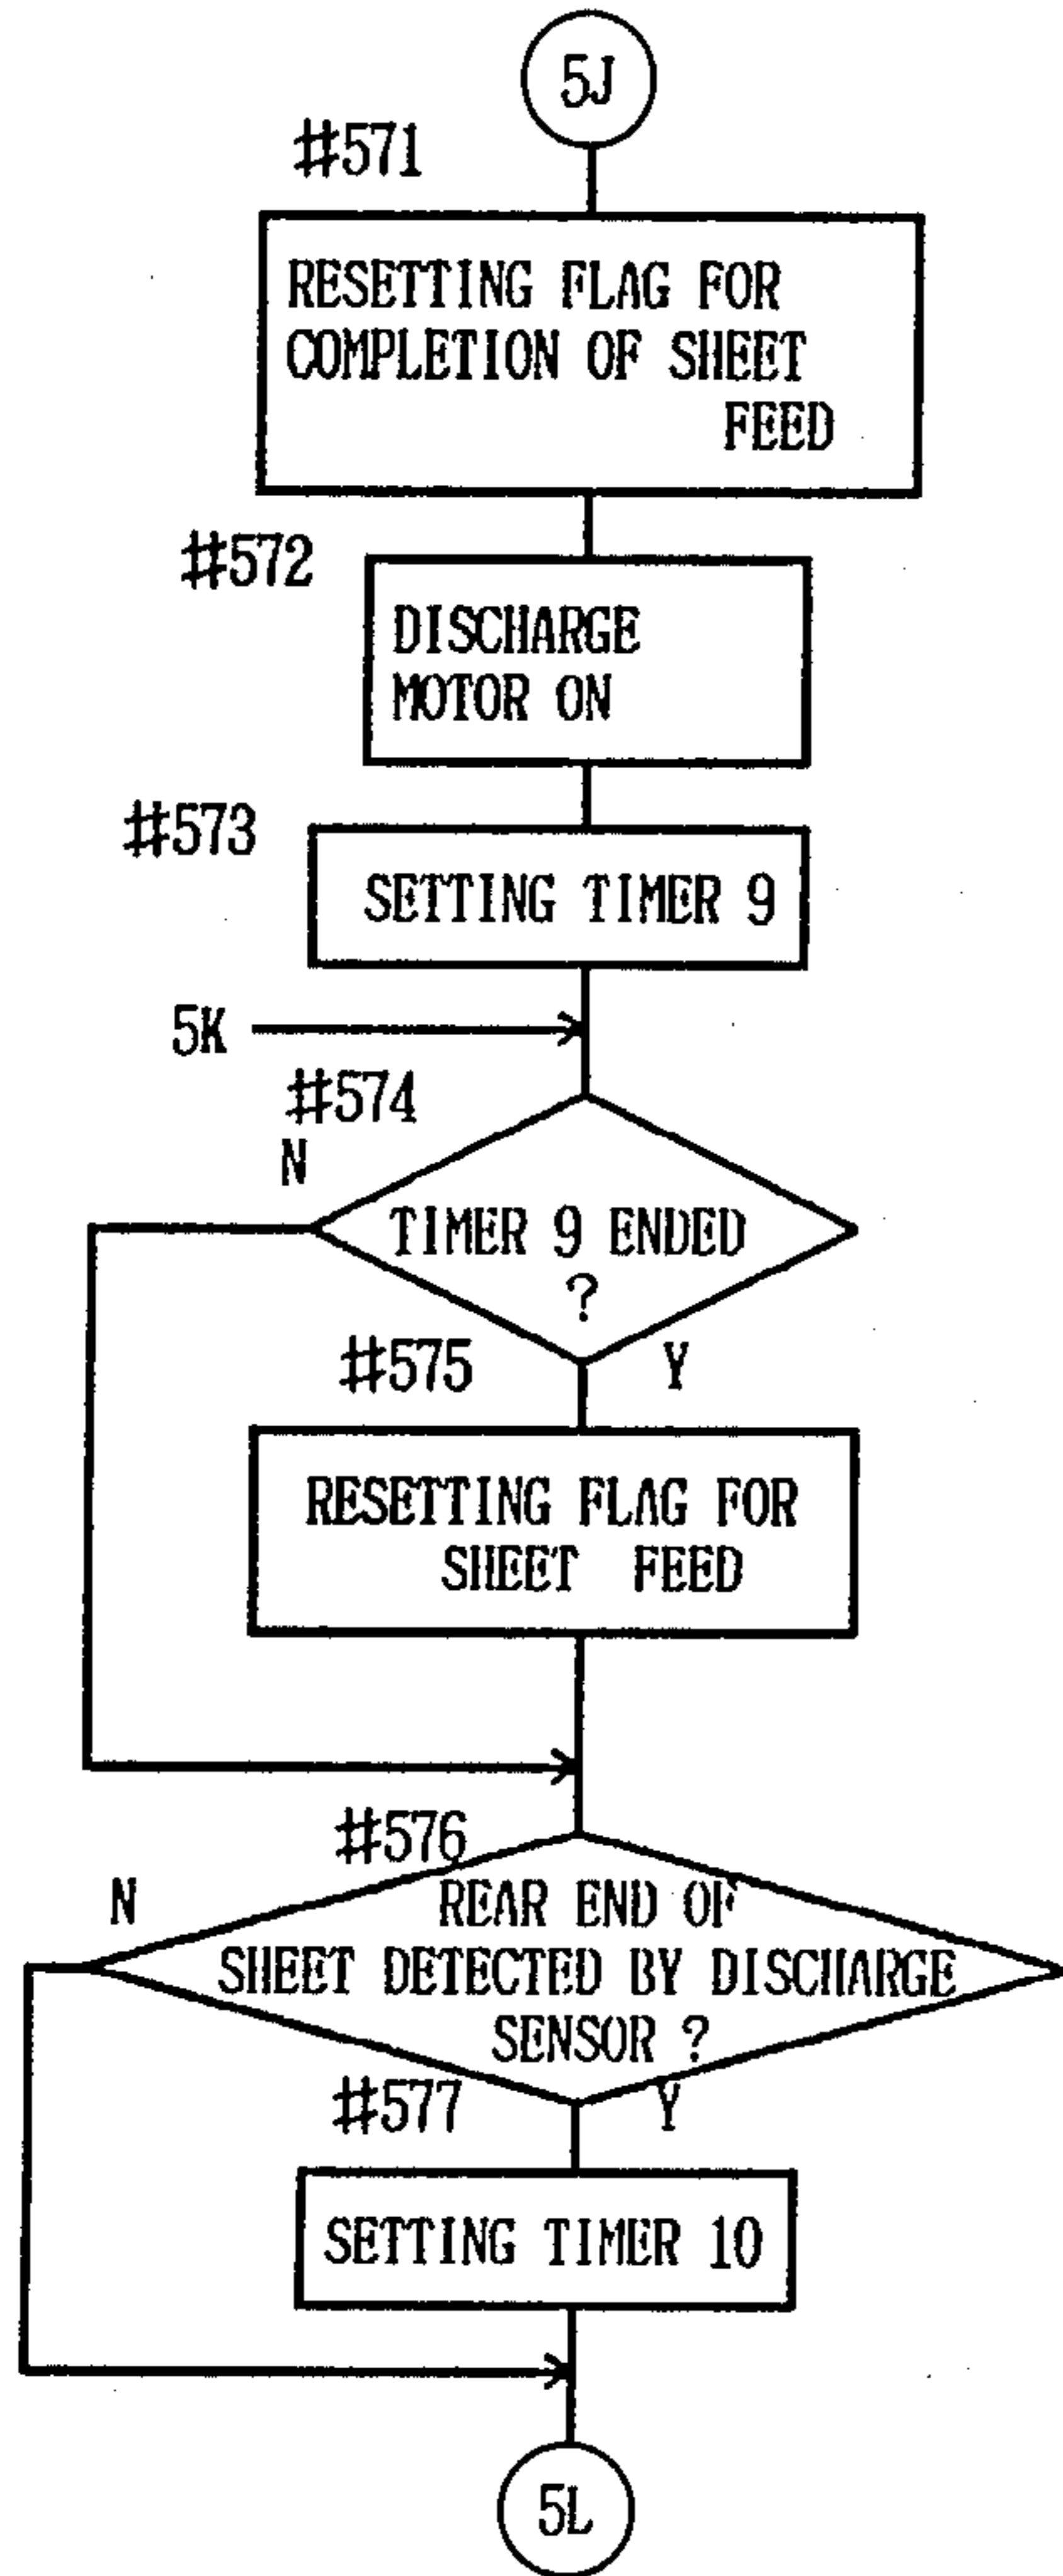 5J
#571
RESETTING FLAG FOR
COMPLETION OF SHEET
FEED
#572
DISCHARGE
MOTOR ON
#573
SETTING TIMER 9
5K
#574
N
TIMER 9 ENDED
?
#575
Y
RESETTING FLAG FOR
SHEET FEED
#576
N
REAR END OF
SHEET DETECTED BY DISCHARGE
SENSOR ?
#577
Y
SETTING TIMER 10
5L